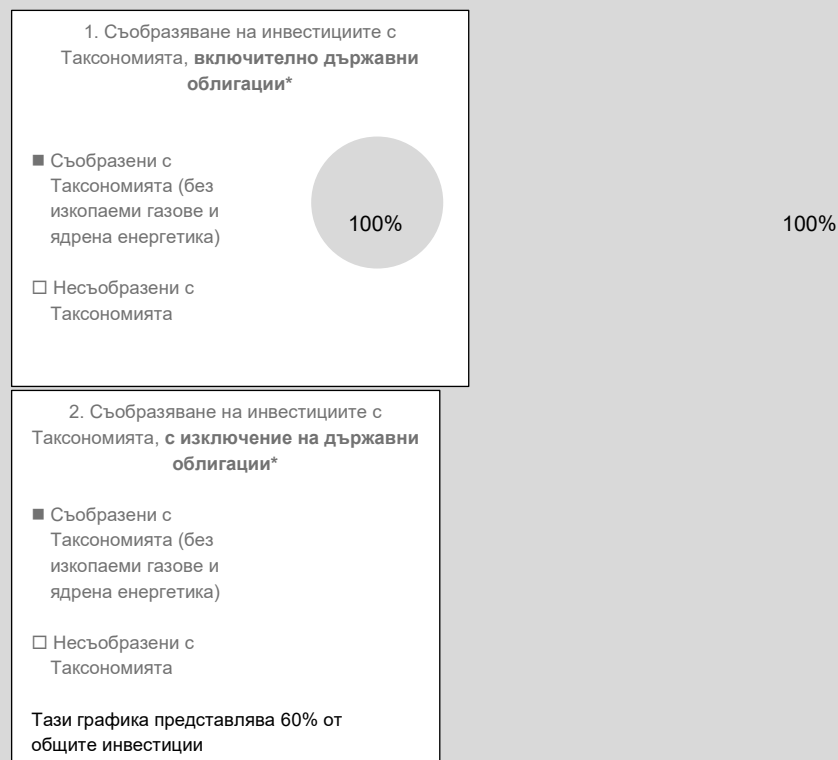 1. Съобразяване на инвестициите с
Таксономията, включително държавни
облигации*
■ Съобразени с
Таксономията (без
изкопаеми газове и
ядрена енергетика)
□ Несъобразени с
Таксономията
100%
100%
2. Съобразяване на инвестициите с
Таксономията, с изключение на държавни
облигации*
■ Съобразени с
Таксономията (без
изкопаеми газове и
ядрена енергетика)
□ Несъобразени с
Таксономията
Тази графика представлява 60% от
общите инвестиции